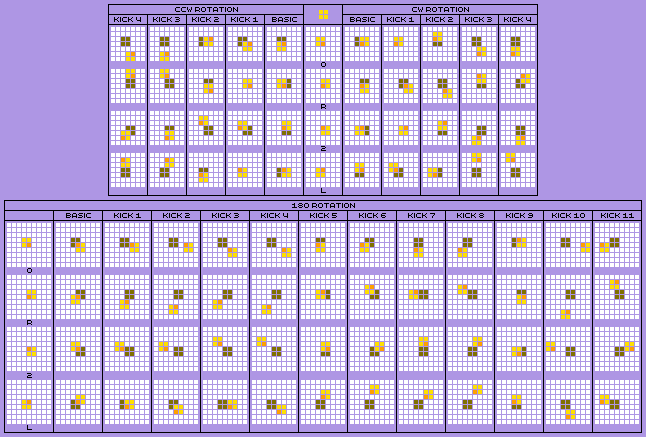 CCW ROTATION CW ROTATION
KICK 4 KICK 3 KICK 2 KICK 1 BASIC BASIC KICK 1 KICK 2 KICK 3 KICK 4
0
R
2
L
180 ROTATION
BASIC KICK 1 KICK 2 KICK 3 KICK 4 KICK 5 KICK 6 KICK 7 KICK 8 KICK 9 KICK 10 KICK 11
0
R
2
L